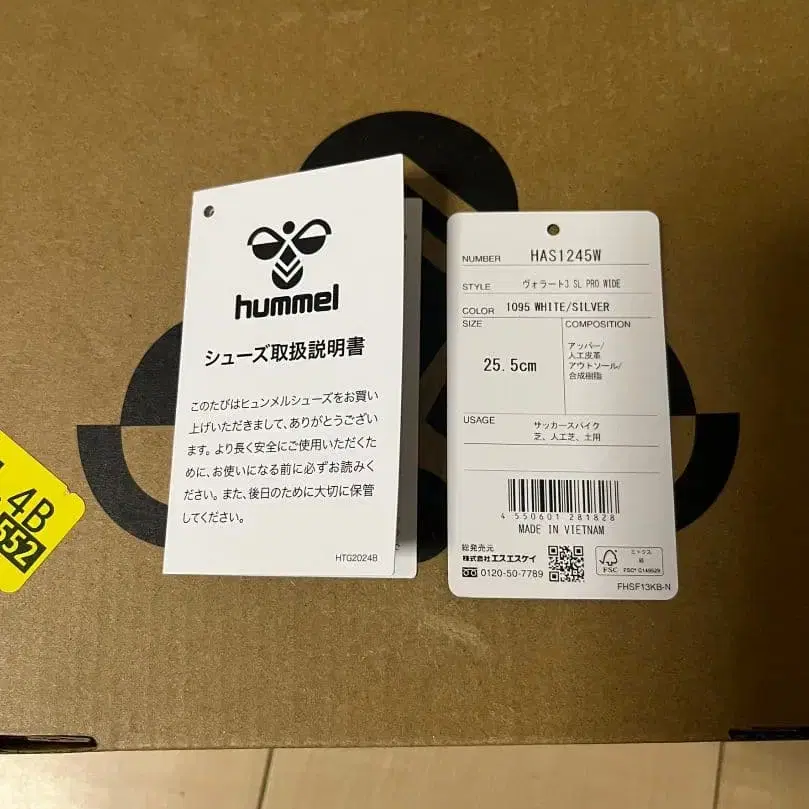 hummel
シューズ取扱説明書
このたびはヒュンメルシューズをお買い
上げいただきまして、ありがとうござい
ます。より長く安全にご使用いただくた
めに、お使いになる前に必ずお読みくだ
ださい。また、後日のために大切に保管
してください。
HTG2024B
NUMBER HAS1245W
STYLE ヴォラート3 SL PRO WIDE
COLOR 1095 WHITE/SILVER
SIZE
25.5cm
COMPOSITION
アッパー/
人工皮革
アウトソール/
合成樹脂
USAGE サッカースパイク
芝、人工芝、土用
4 550601 281828
MADE IN VIETNAM
総発売元
株式会社エスエスケイ
0120-50-7789
ミックス
紙
FSC
FSC® C149529
FHSF13KB-N
4B
552